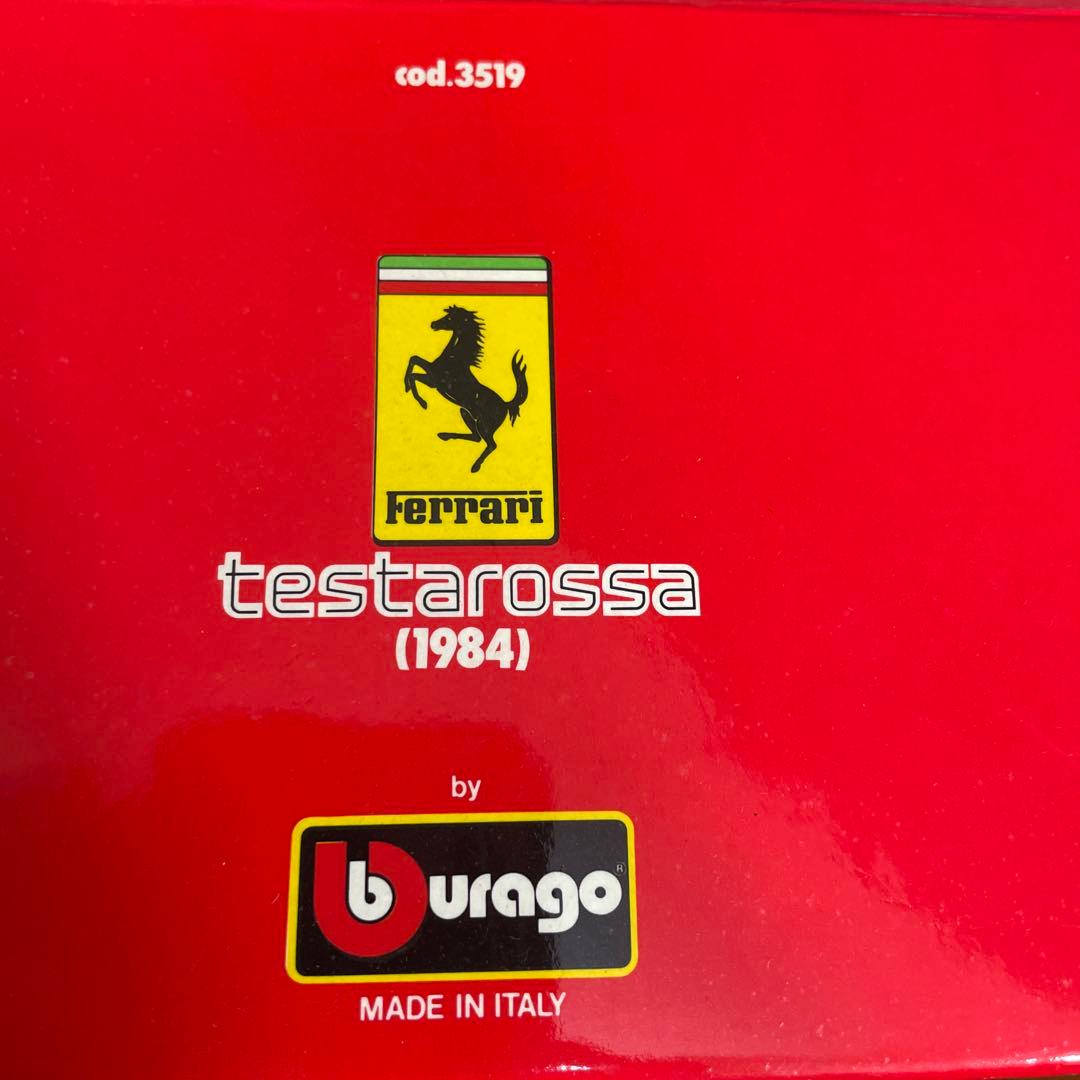 cod.3519
Ferrari
testarossa
(1984)
by
burago®
MADE IN ITALY